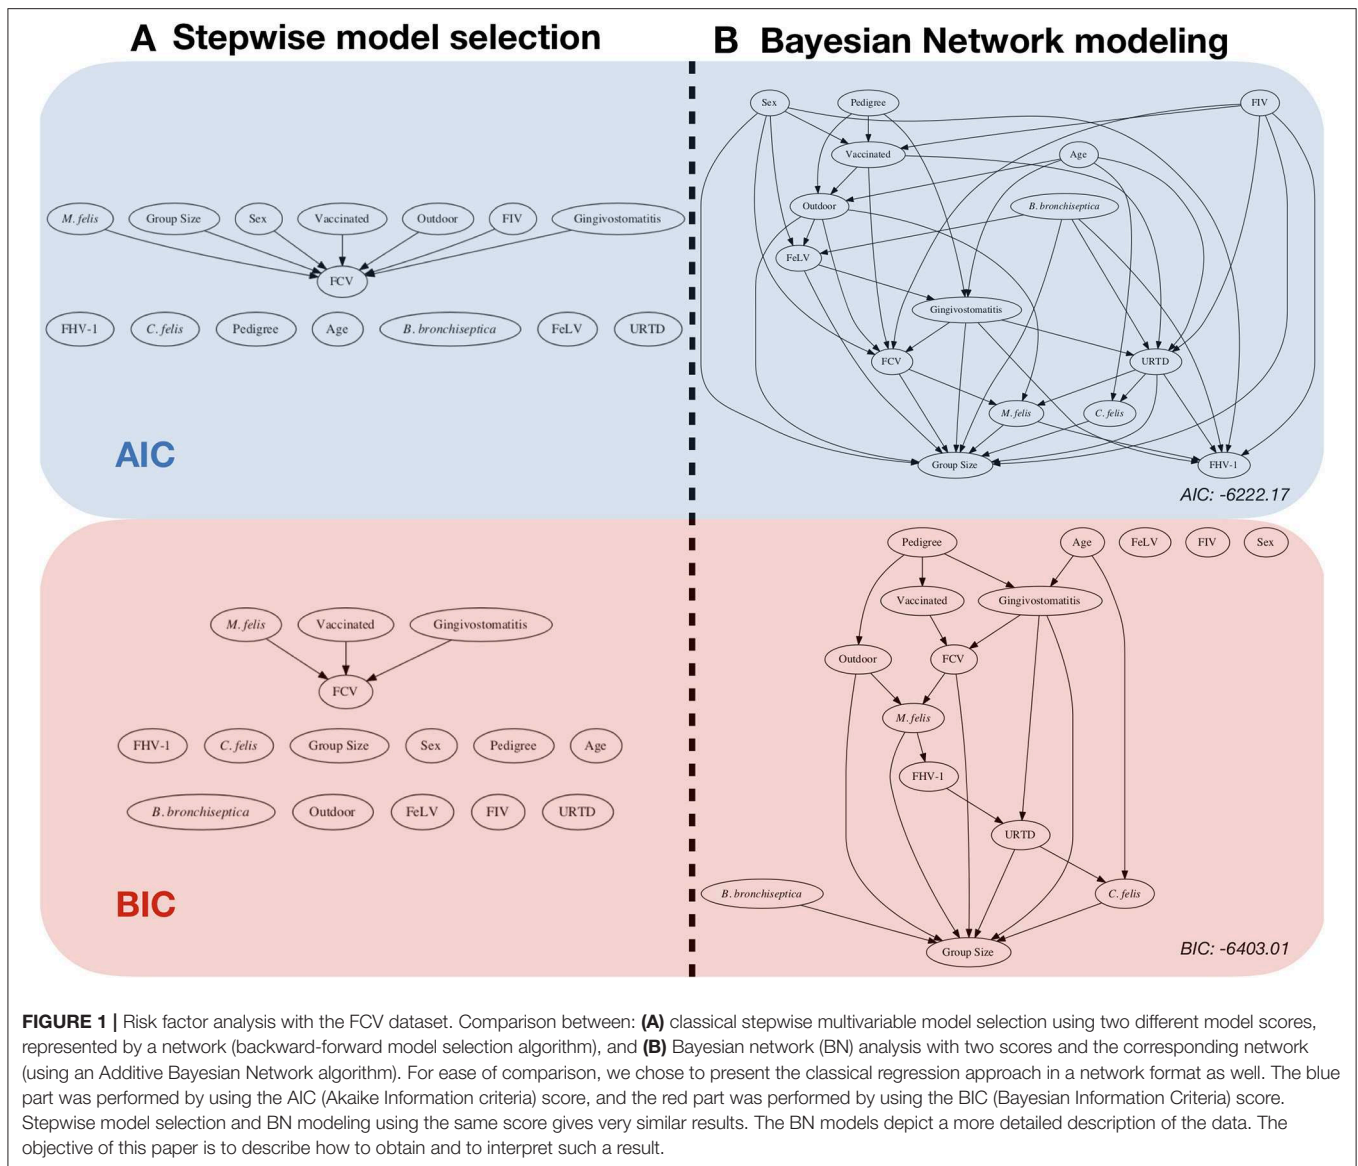 A Stepwise model selection
B Bayesian Network modeling
M. felis Group Size Sex Vaccinated Outdoor FIV Gingivostomatitis
FCV
FHV-1 C. felis Pedigree Age B. bronchiseptica FeLV URTD
AIC
Sex Pedigree FIV
Vaccinated Age
Outdoor B. bronchiseptica
FeLV
Gingivostomatitis
FCV URTD
M. felis C. felis
Group Size FHV-1
AIC: -6222.17
M. felis Vaccinated Gingivostomatitis
FCV
FHV-1 C. felis Group Size Sex Pedigree Age
B. bronchiseptica Outdoor FeLV FIV URTD
BIC
Pedigree Age FeLV FIV Sex
Vaccinated Gingivostomatitis
Outdoor FCV
M. felis
FHV-1
URTD
B. bronchiseptica C. felis
Group Size
BIC: -6403.01
FIGURE 1 | Risk factor analysis with the FCV dataset. Comparison between: (A) classical stepwise multivariable model selection using two different model scores,
represented by a network (backward-forward model selection algorithm), and (B) Bayesian network (BN) analysis with two scores and the corresponding network
(using an Additive Bayesian Network algorithm). For ease of comparison, we chose to present the classical regression approach in a network format as well. The blue
part was performed by using the AIC (Akaike Information criteria) score, and the red part was performed by using the BIC (Bayesian Information Criteria) score.
Stepwise model selection and BN modeling using the same score gives very similar results. The BN models depict a more detailed description of the data. The
objective of this paper is to describe how to obtain and to interpret such a result.